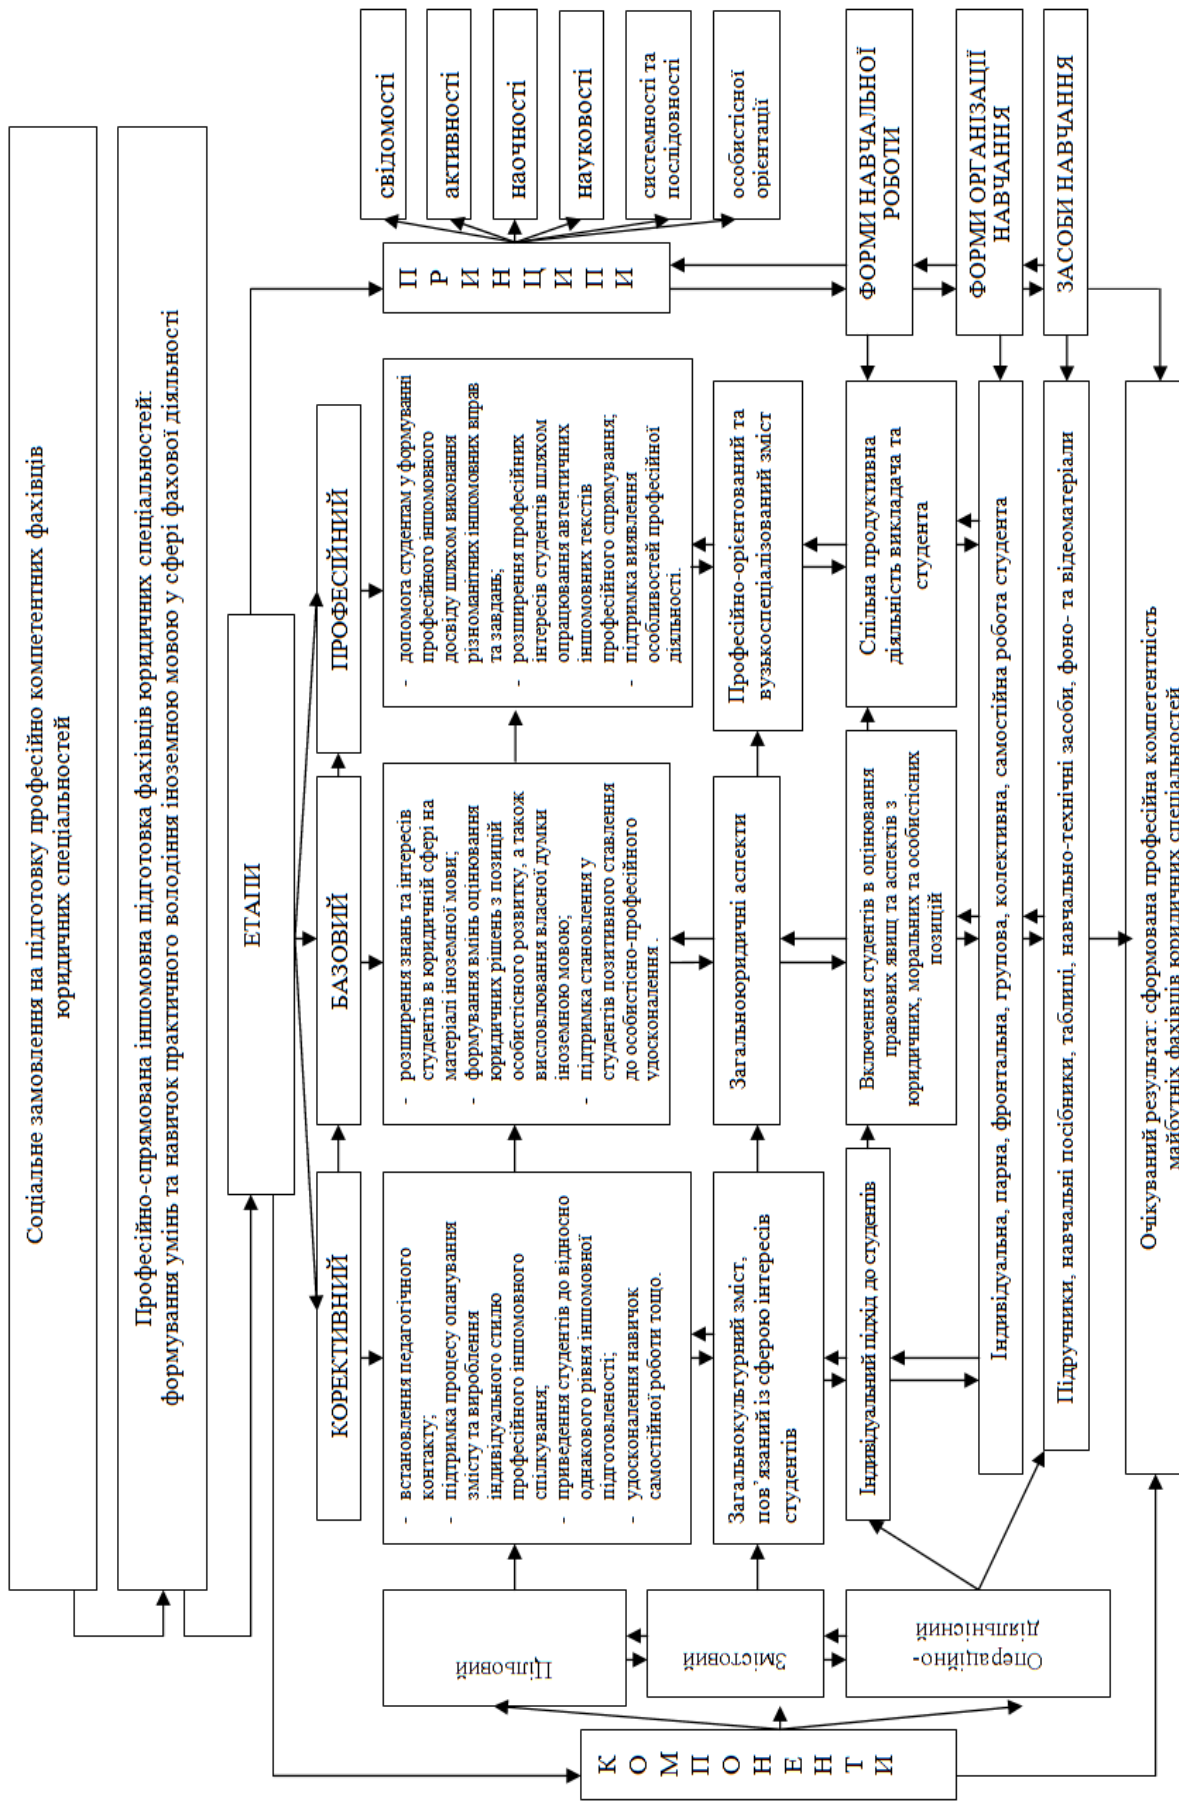 Соціальне замовлення на підготовку професійно компетентних фахівців
юридичних спеціальностей
Професійно-спрямована іншомовна підготовка фахівців юридичних спеціальностей:
формування умінь та навичок практичного володіння іноземною мовою у сфері фахової діяльності
ЕТАПИ
КОРЕКТИВНИЙ
БАЗОВИЙ
ПРОФЕСІЙНИЙ
К
О
М
П
О
Н
Е
Н
Т
И
Цільовий
- встановлення педагогічного
контакту;
- підтримка процесу опанування
змісту та вироблення
індивідуального стилю
професійного іншомовного
спілкування;
- приведення студентів до відносно
однакового рівня іншомовної
підготовленості;
- удосконалення навичок
самостійної роботи тощо.
- розширення знань та інтересів
студентів в юридичній сфері на
матеріалі іноземної мови;
- формування вмінь оцінювання
юридичних рішень з позицій
особистісного розвитку, а також
висловлювання власної думки
іноземною мовою;
- підтримка становлення у
студентів позитивного ставлення
до особистісно-професійного
удосконалення .
- допомога студентам у формуванні
професійного іншомовного
досвіду шляхом виконання
різноманітних іншомовних вправ
та завдань;
- розширення професійних
інтересів студентів шляхом
опрацювання автентичних
іншомовних текстів
професійного спрямування;
- підтримка виявлення
особливостей професійної
діяльності.
П
Р
И
Н
Ц
И
П
И
свідомості
активності
наочності
науковості
системності та
послідовності
особистісної
орієнтації
Змістовий
Загальнокультурний зміст,
пов’язаний із сферою інтересів
студентів
Загальноюридичні аспекти
Професійно-орієнтований та
вузькоспеціалізований зміст
Операційно-
діяльнісний
Індивідуальний підхід до студентів
Включення студентів в оцінювання
правових явищ та аспектів з
юридичних, моральних та особистісних
позицій
Спільна продуктивна
діяльність викладача та
студента
ФОРМИ НАВЧАЛЬНОЇ
РОБОТИ
Індивідуальна, парна, фронтальна, групова, колективна, самостійна робота студента
ФОРМИ ОРГАНІЗАЦІЇ
НАВЧАННЯ
Підручники, навчальні посібники, таблиці, навчально-технічні засоби, фоно- та відеоматеріали
ЗАСОБИ НАВЧАННЯ
Очікуваний результат: сформована професійна компетентність
майбутніх фахівців юридичних спеціальностей